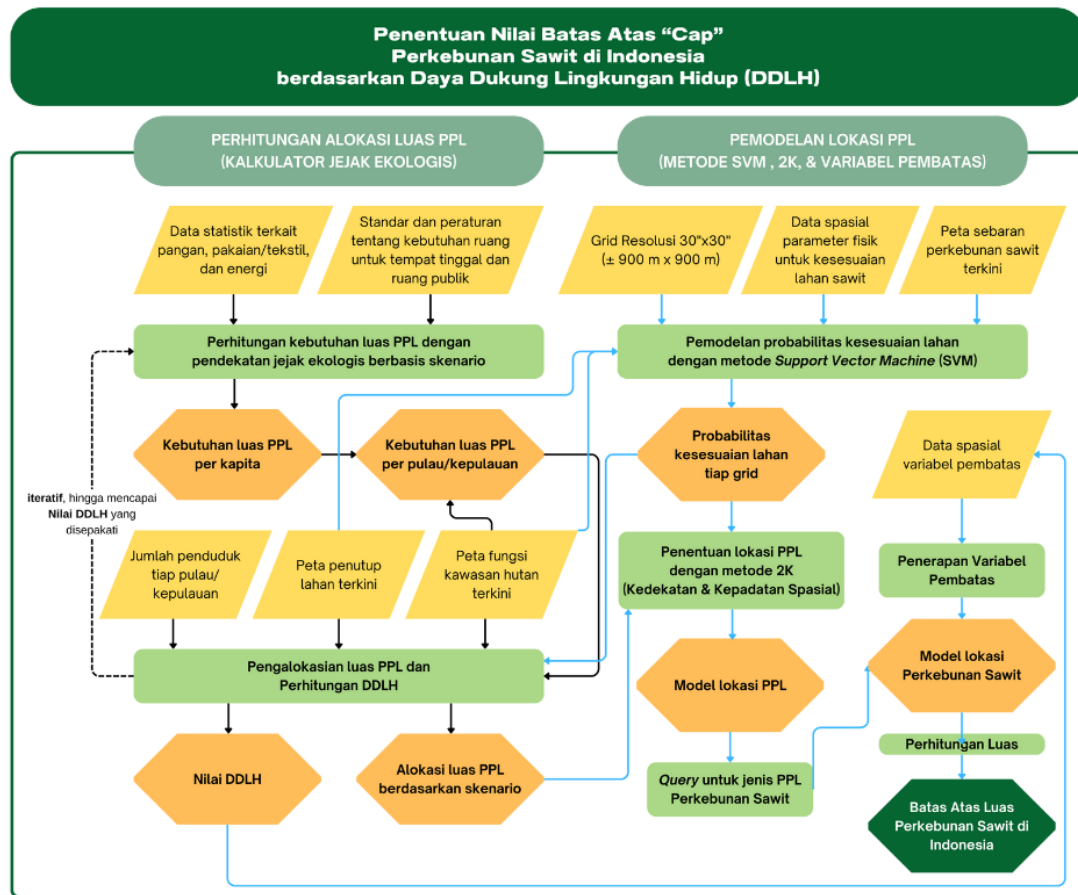 Penentuan Nilai Batas Atas “Cap”
Perkebunan Sawit di Indonesia
berdasarkan Daya Dukung Lingkungan Hidup (DDLH)
PERHITUNGAN ALOKASI LUAS PPL
(KALKULATOR JEJAK EKOLOGIS)
PEMODELAN LOKASI PPL
(METODE SVM , 2K, & VARIABEL PEMBATAS)
Data statistik terkait
pangan, pakaian/tekstil,
dan energi
Standar dan peraturan
tentang kebutuhan ruang
untuk tempat tinggal dan
ruang publik
Grid Resolusi 30"x30"
(± 900 m x 900 m)
Data spasial
parameter fisik
untuk kesesuaian
lahan sawit
Peta sebaran
perkebunan sawit
terkini
Perhitungan kebutuhan luas PPL dengan
pendekatan jejak ekologis berbasis skenario
Pemodelan probabilitas kesesuaian lahan
dengan metode Support Vector Machine (SVM)
Kebutuhan luas PPL
per kapita
Kebutuhan luas PPL
per pulau/kepulauan
Probabilitas
kesesuaian lahan
tiap grid
Data spasial
variabel pembatas
iteratif, hingga mencapai
Nilai DDLH yang
disepakati
Jumlah penduduk
tiap pulau/
kepulauan
Peta penutup
lahan terkini
Peta fungsi
kawasan hutan
terkini
Penentuan lokasi PPL
dengan metode 2K
(Kedekatan & Kepadatan Spasial)
Penerapan Variabel
Pembatas
Pengalokasian luas PPL dan
Perhitungan DDLH
Model lokasi PPL
Model lokasi
Perkebunan Sawit
Nilai DDLH
Alokasi luas PPL
berdasarkan skenario
Query untuk jenis PPL
Perkebunan Sawit
Perhitungan Luas
Batas Atas Luas
Perkebunan Sawit di
Indonesia